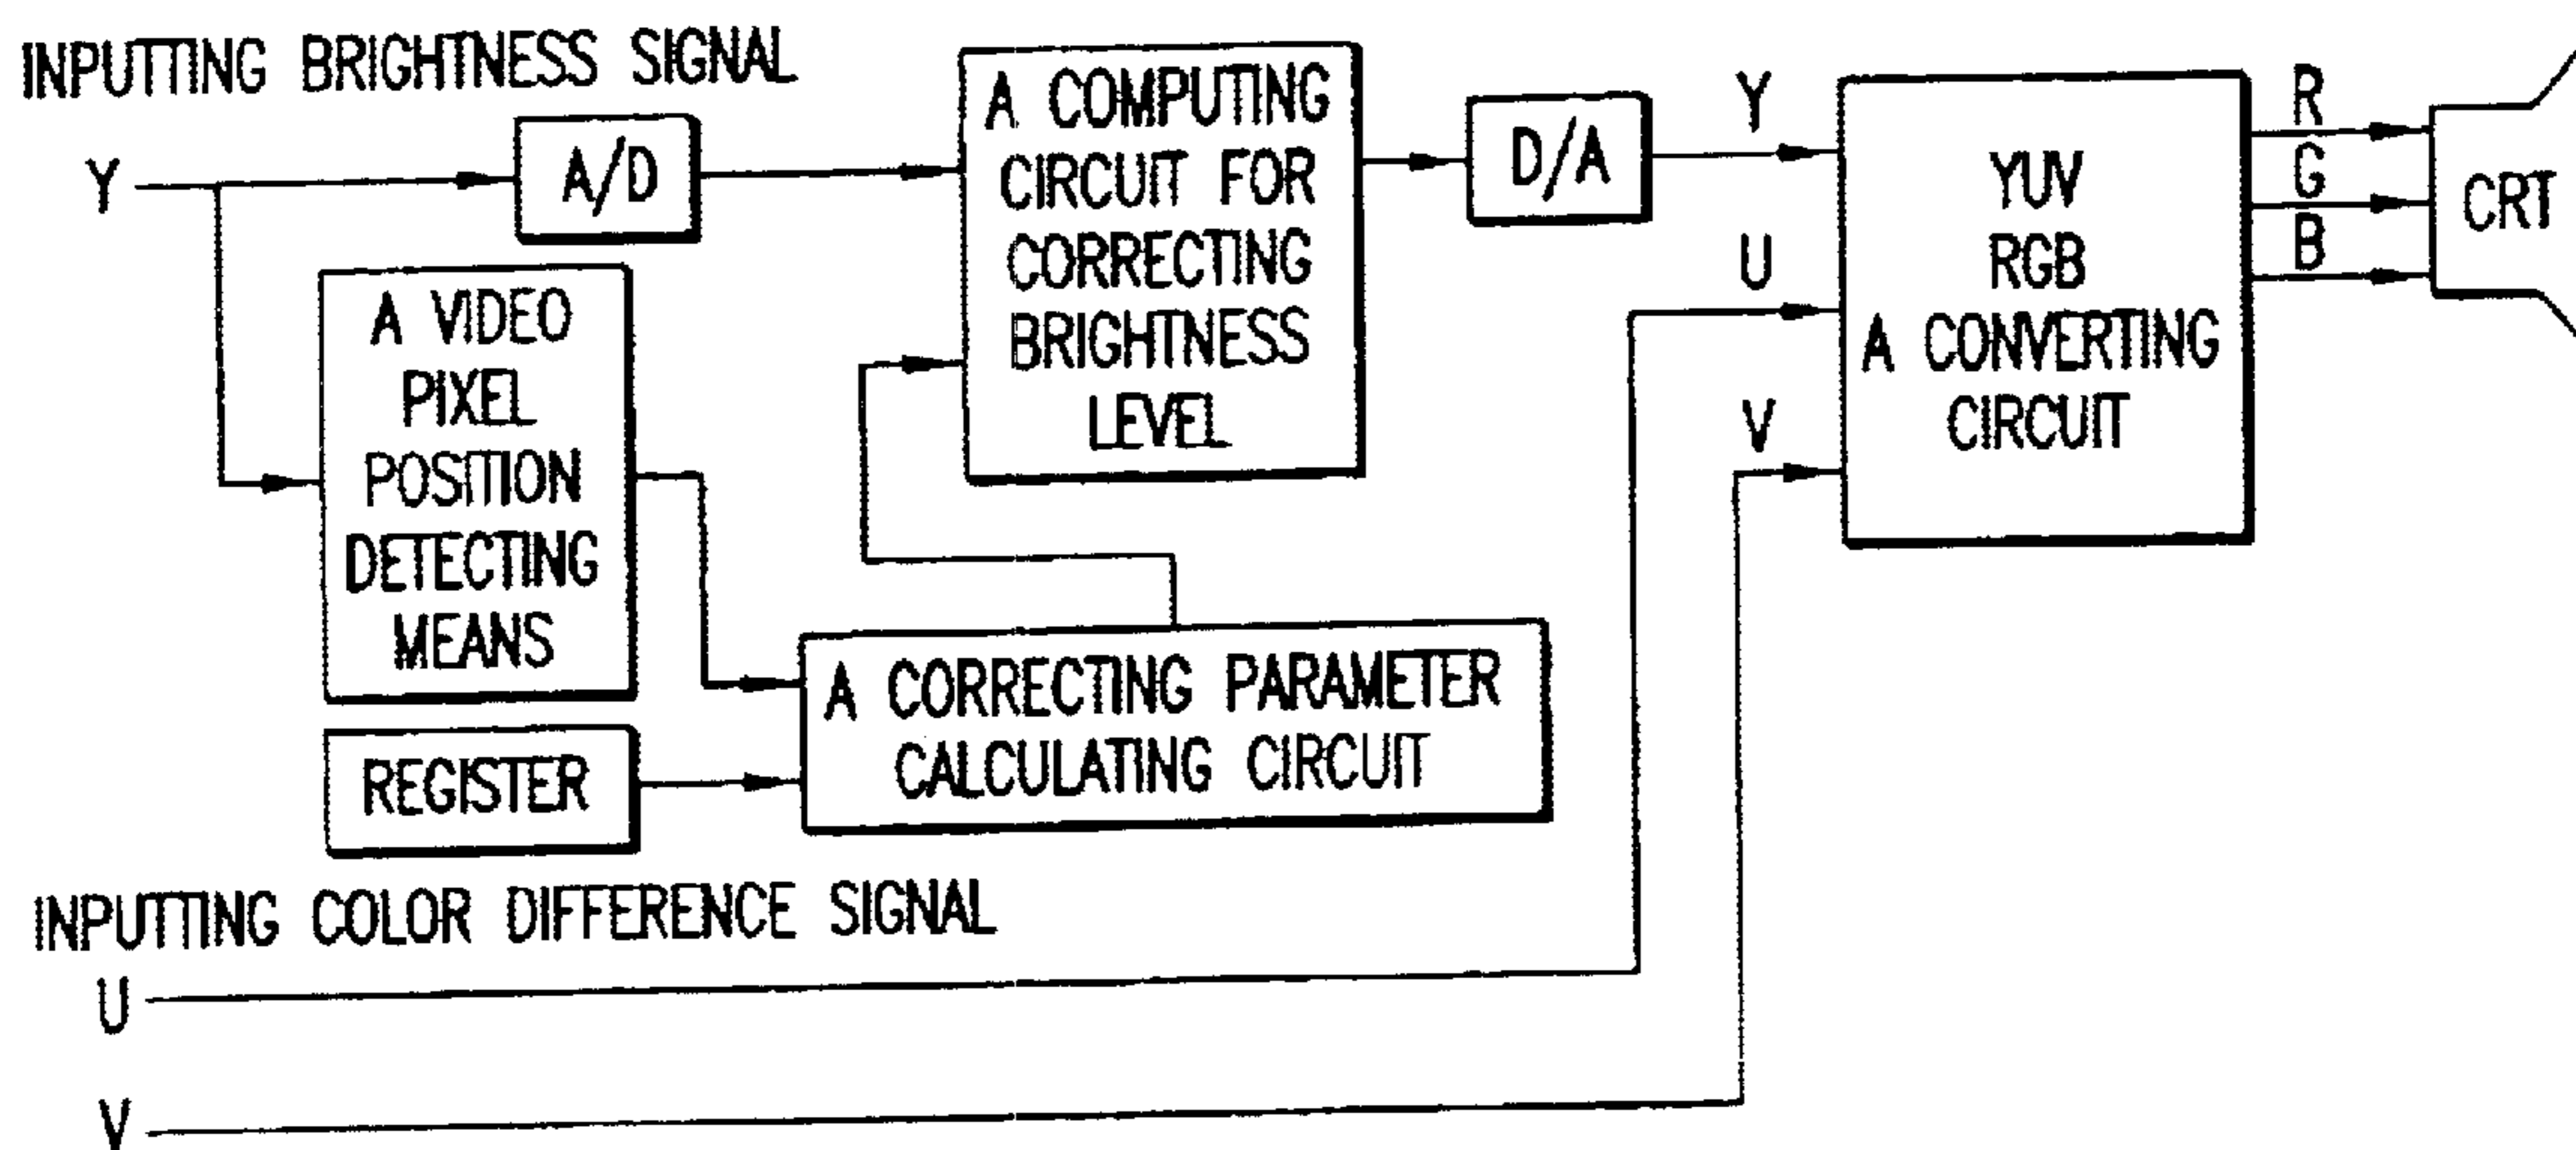 INPUTTING BRIGHTNESS SIGNAL
Y
A/D
A COMPUTING
CIRCUIT FOR
CORRECTING
BRIGHTNESS
LEVEL
D/A
Y
U
V
YUV
RGB
A CONVERTING
CIRCUIT
R
G
B
CRT
A VIDEO
PIXEL
POSITION
DETECTING
MEANS
REGISTER
A CORRECTING PARAMETER
CALCULATING CIRCUIT
INPUTTING COLOR DIFFERENCE SIGNAL
U
V